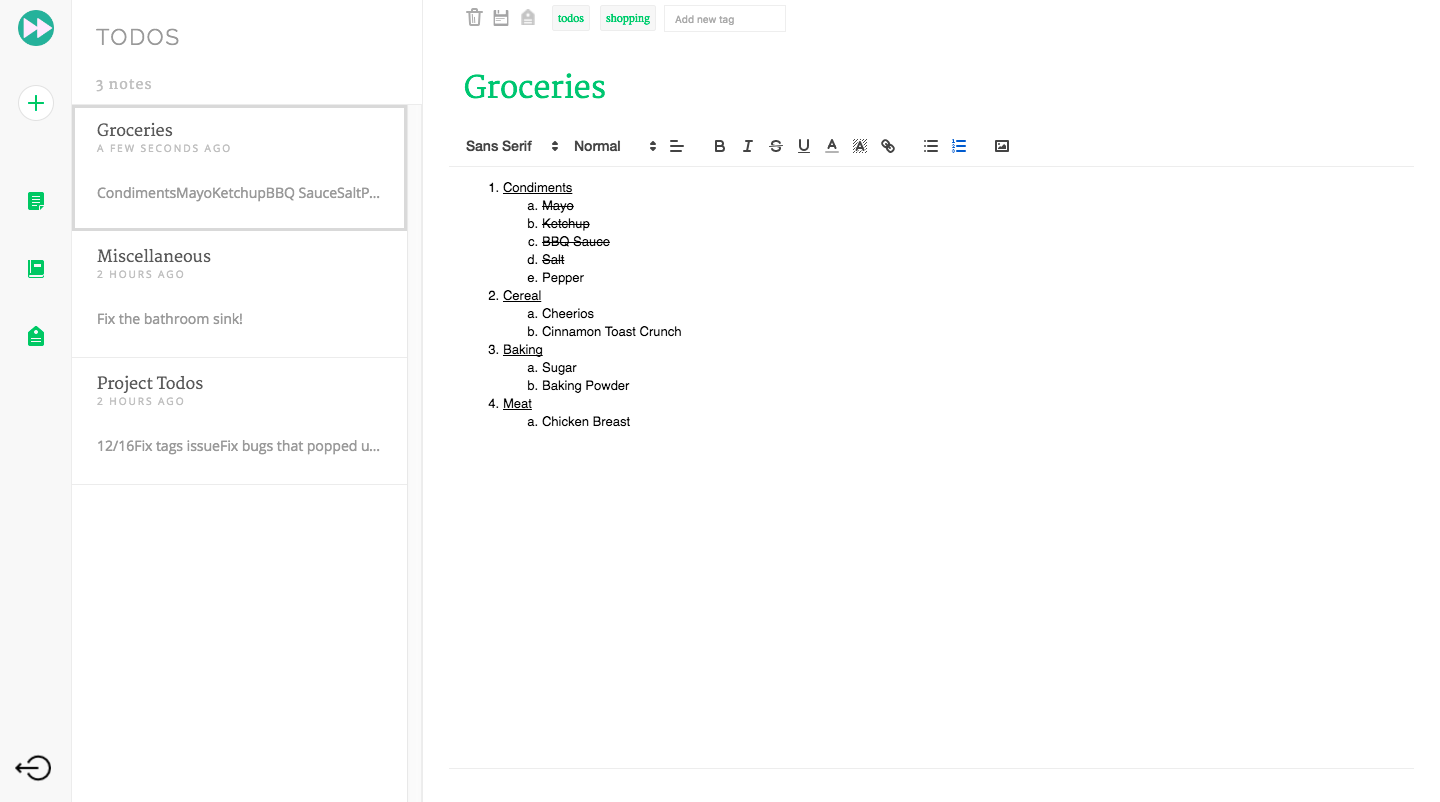 TODOS
3 notes
Groceries
A FEW SECONDS AGO
CondimentsMayoKetchupBBQ SauceSaltP...
Miscellaneous
2 HOURS AGO
Fix the bathroom sink!
Project Todos
2 HOURS AGO
12/16Fix tags issueFix bugs that popped u...
todos shopping Add new tag
Groceries
Sans Serif Normal B I S U A A
1. Condiments
a. Mayo
b. Ketchup
c. BBQ Sauce
d. Salt
e. Pepper
2. Cereal
a. Cheerios
b. Cinnamon Toast Crunch
3. Baking
a. Sugar
b. Baking Powder
4. Meat
a. Chicken Breast